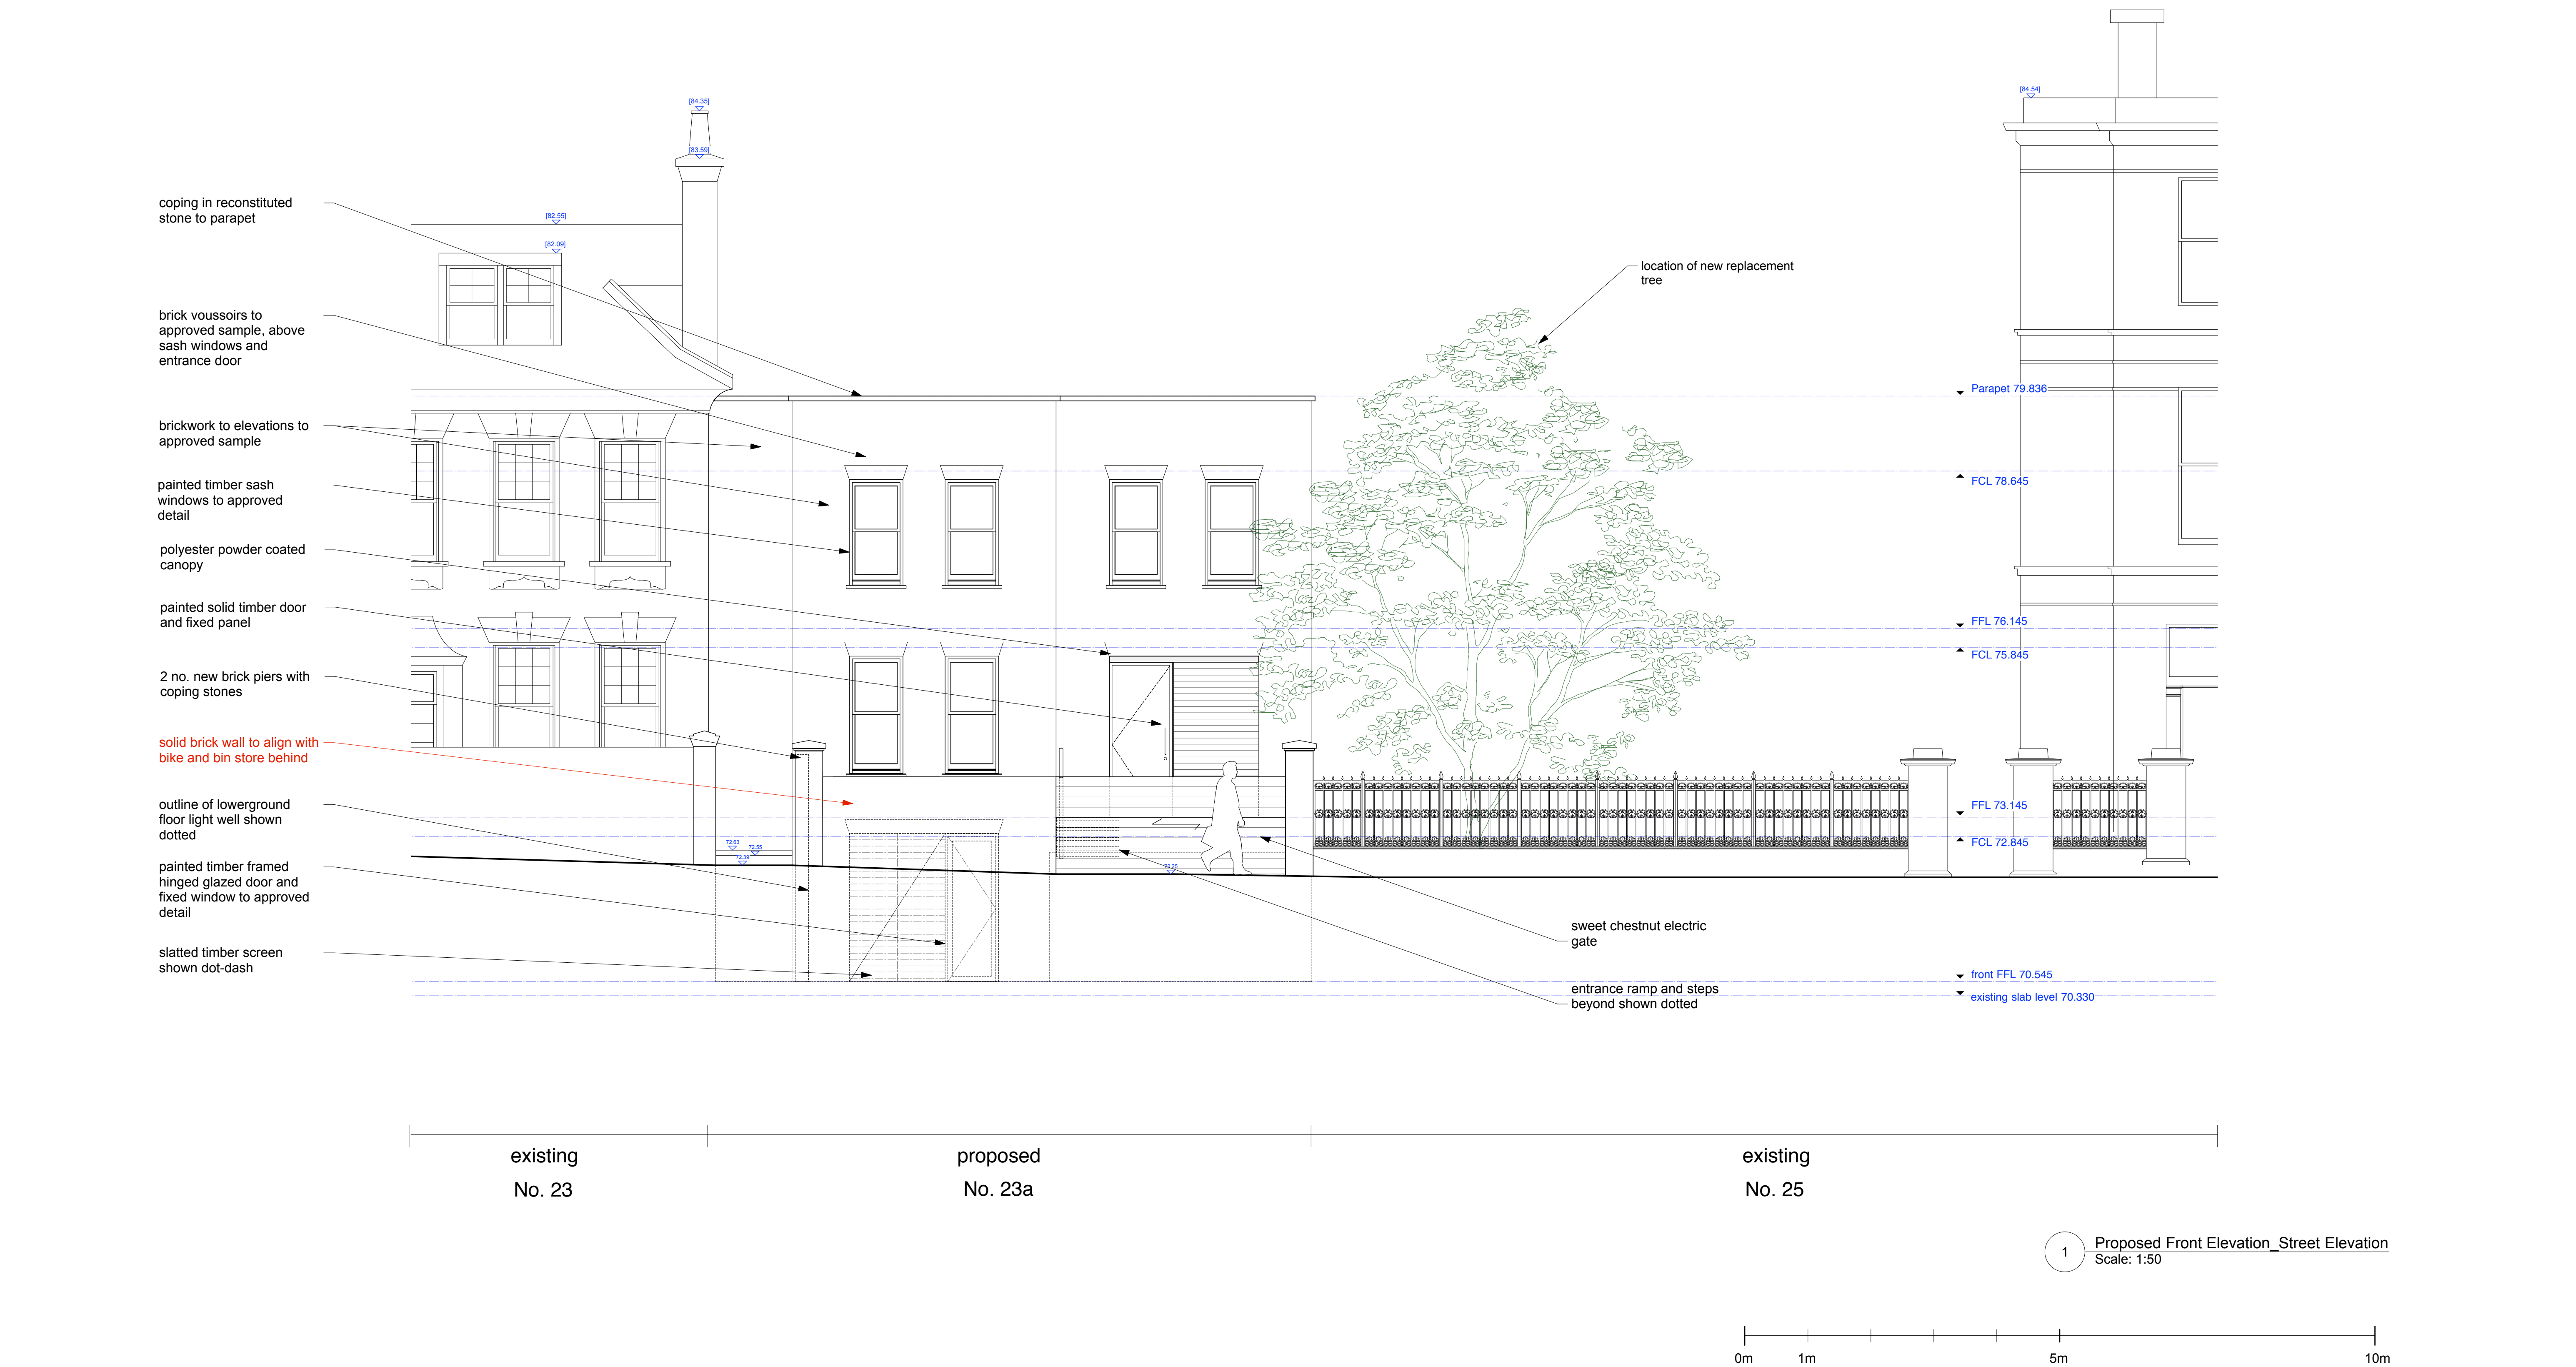 [84.35]
[83.59]
[82.55]
[82.09]
[84.54]
coping in reconstituted
stone to parapet
brick voussoirs to
approved sample, above
sash windows and
entrance door
brickwork to elevations to
approved sample
painted timber sash
windows to approved
detail
polyester powder coated
canopy
painted solid timber door
and fixed panel
2 no. new brick piers with
coping stones
solid brick wall to align with
bike and bin store behind
outline of lowerground
floor light well shown
dotted
painted timber framed
hinged glazed door and
fixed window to approved
detail
slatted timber screen
shown dot-dash
72.63
72.55
72.39
72.25
location of new replacement
tree
sweet chestnut electric
gate
entrance ramp and steps
beyond shown dotted
Parapet 79.836
FCL 78.645
FFL 76.145
FCL 75.845
FFL 73.145
FCL 72.845
front FFL 70.545
existing slab level 70.330
existing
No. 23
proposed
No. 23a
existing
No. 25
1
Proposed Front Elevation_Street Elevation
Scale: 1:50
0m 1m 5m 10m